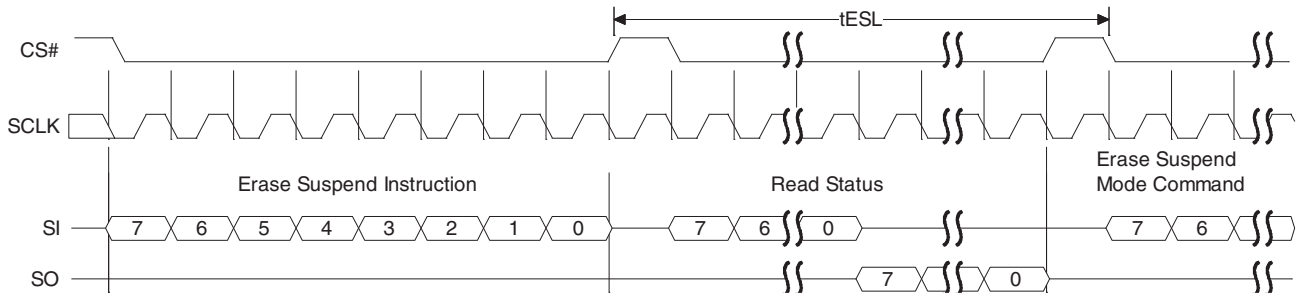 tESL
CS#
SCLK
Erase Suspend Instruction
Read Status
Erase Suspend
Mode Command
SI 7 6 5 4 3 2 1 0 7 6 0 7 6
SO 7 0